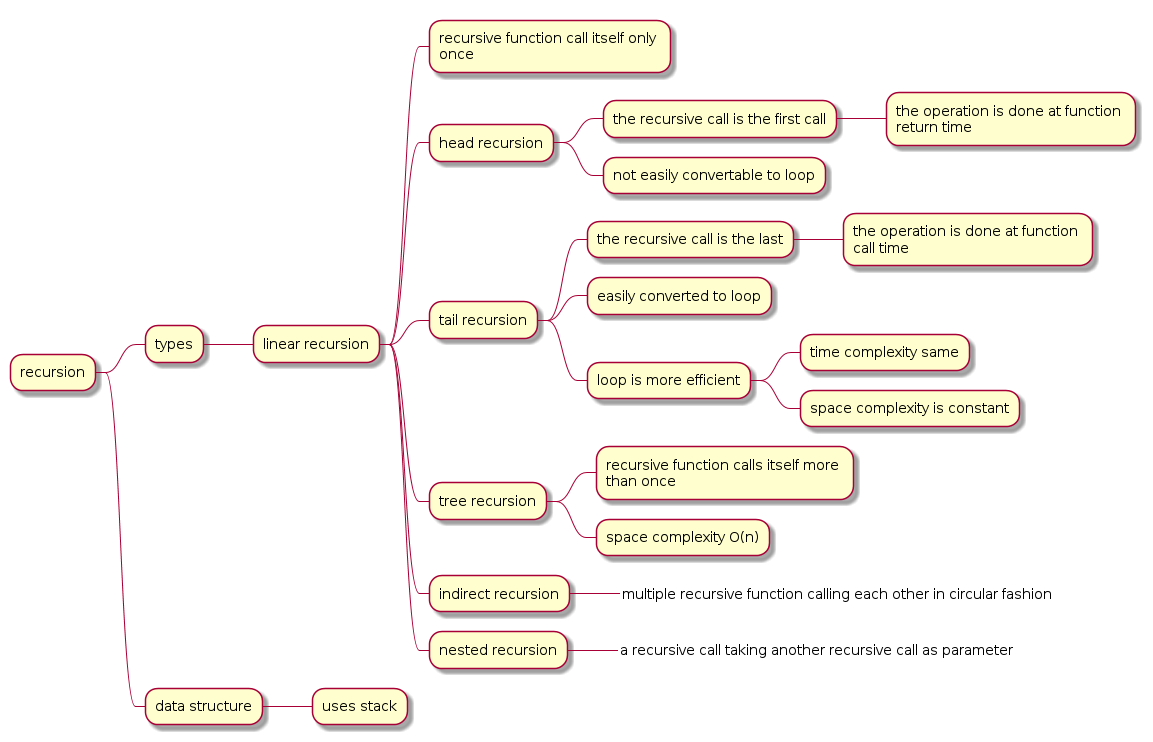 recursive function call itself only
once
the recursive call is the first call
the operation is done at function
return time
head recursion
not easily convertable to loop
the recursive call is the last
the operation is done at function
call time
easily converted to loop
tail recursion
loop is more efficient
time complexity same
space complexity is constant
recursion
types
linear recursion
recursive function calls itself more
than once
tree recursion
space complexity O(n)
indirect recursion
multiple recursive function calling each other in circular fashion
nested recursion
a recursive call taking another recursive call as parameter
data structure
uses stack